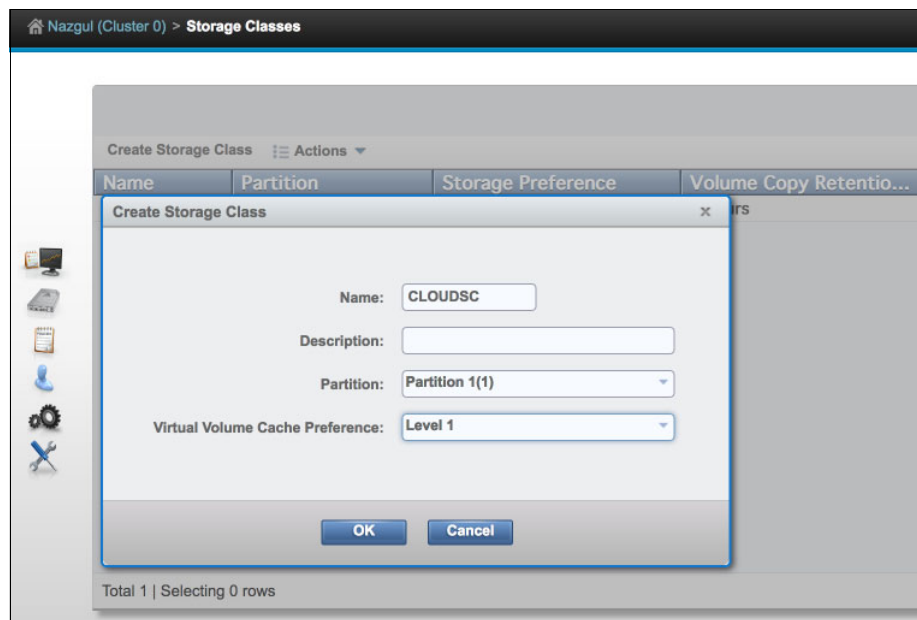 Nazgul (Cluster 0) > Storage Classes
Create Storage Class Actions
Name Partition Storage Preference Volume Copy Retentio...
Create Storage Class x
Name: CLOUDSC
Description:
Partition: Partition 1(1)
Virtual Volume Cache Preference: Level 1
OK Cancel
Total 1 | Selecting 0 rows